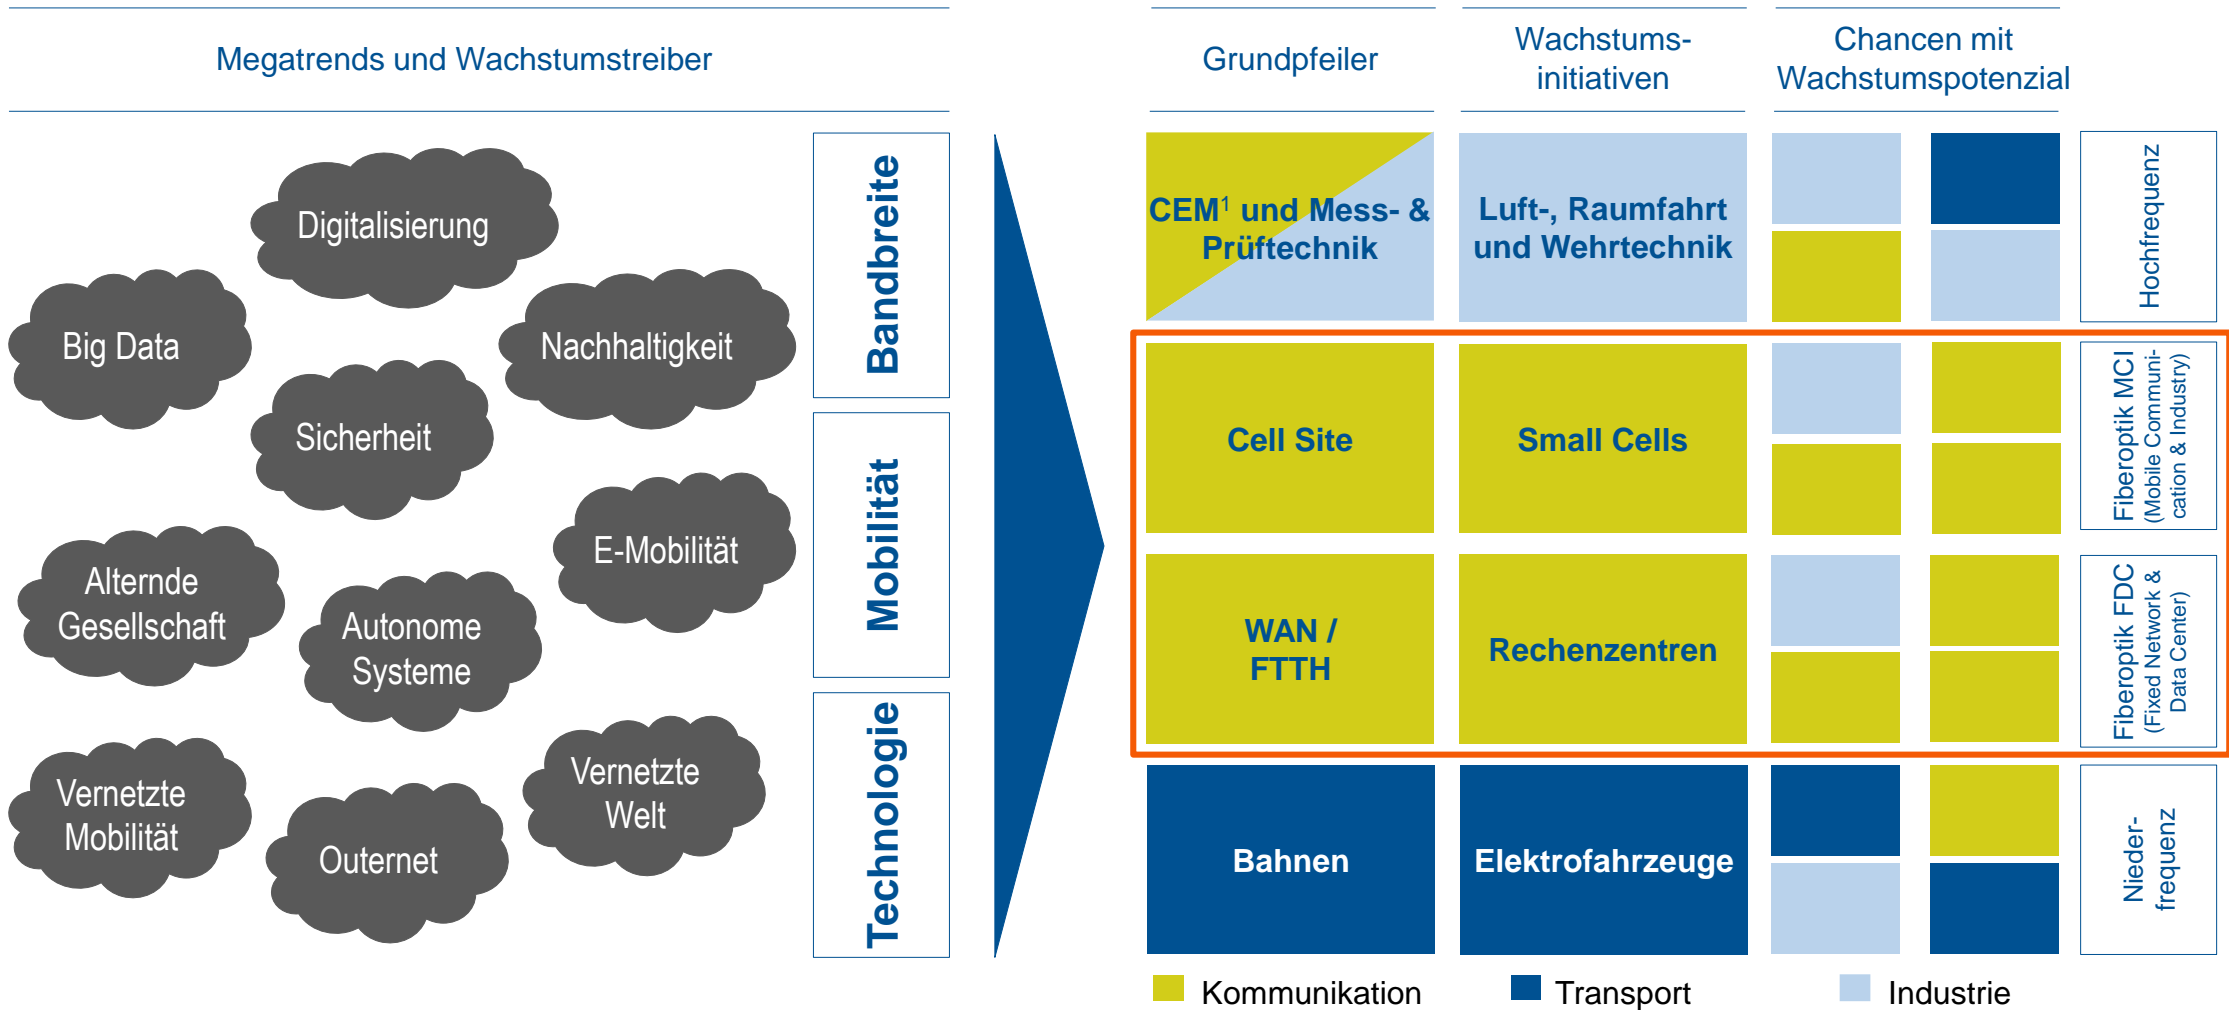 Megatrends und Wachstumstreiber
Grundpfeiler
Wachstums-
initiativen
Chancen mit
Wachstumspotenzial
Digitalisierung
Big Data
Nachhaltigkeit
Sicherheit
E-Mobilität
Alternde
Gesellschaft
Autonome
Systeme
Vernetzte
Mobilität
Vernetzte
Welt
Outernet
Bandbreite
Mobilität
Technologie
CEM¹ und Mess- &
Prüftechnik
Luft-, Raumfahrt
und Wehrtechnik
Hochfrequenz
Cell Site
Small Cells
Fiberoptik MCI
(Mobile Communi-
cation & Industry)
WAN /
FTTH
Rechenzentren
Fiberoptik FDC
(Fixed Network &
Data Center)
Bahnen
Elektrofahrzeuge
Nieder-
frequenz
Kommunikation
Transport
Industrie